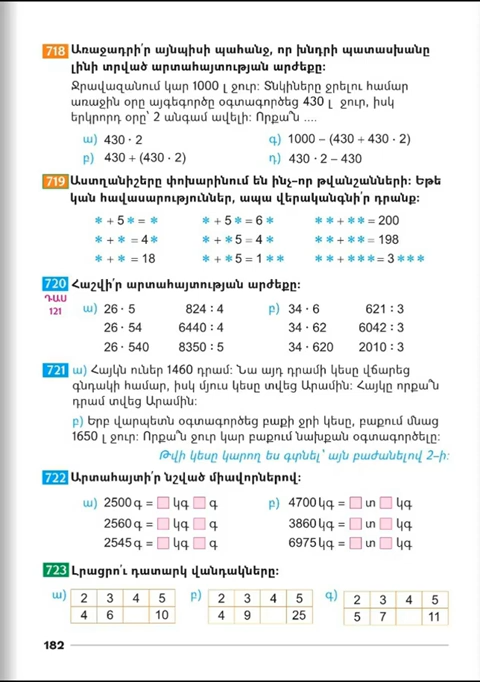 718 Առաջադրի՛ր այնպիսի պահանջ, որ խնդրի պատասխանը
լինի տրված արտահայտության արժեքը։
Ջրավազանում կար 1000 լ ջուր։ Տնկիները ջրելու համար
առաջին օրը այգեգործը օգտագործեց 430 լ ջուր, իսկ
երկրորդ օրը՝ 2 անգամ ավելի։ Որքա՞ն ....
ա) 430 · 2 գ) 1000 – (430 + 430 · 2)
բ) 430 + (430 · 2) դ) 430 · 2 – 430
719 Աստղանիշերը փոխարինում են ինչ–որ թվանշանների։ Եթե
կան հավասարություններ, ապա վերականգնի՛ր դրանք։
* + 5 * = * * + 5 * = 6 * * * + * * = 200
* + * = 4 * * + * 5 = 4 * * * + * * = 198
* + * = 18 * + * 5 = 1 * * * * + * * * = 3 * * *
720 Հաշվի՛ր արտահայտության արժեքը։
ԴԱՍ
121
ա) 26 · 5 824 : 4 բ) 34 · 6 621 : 3
26 · 54 6440 : 4 34 · 62 6042 : 3
26 · 540 8350 : 5 34 · 620 2010 : 3
721 ա) Հայկն ուներ 1460 դրամ։ Նա այդ դրամի կեսը վճարեց
գնդակի համար, իսկ մյուս կեսը տվեց Արամին։ Հայկը որքա՞ն
դրամ տվեց Արամին։
բ) Երբ վարպետն օգտագործեց բաքի ջրի կեսը, բաքում մնաց
1650 լ ջուր։ Որքա՞ն ջուր կար բաքում նախքան օգտագործելը։
Թվի կեսը կարող ես գտնել՝ այն բաժանելով 2–ի։
722 Արտահայտի՛ր նշված միավորներով։
ա) 2500 գ = կգ գ բ) 4700 կգ = տ կգ
2560 գ = կգ գ 3860 կգ = տ կգ
2545 գ = կգ գ 6975 կգ = տ կգ
723 Լրացրո՛ւ դատարկ վանդակները։
ա) 2 3 4 5 բ) 2 3 4 5 գ) 2 3 4 5
4 6 10 4 9 25 5 7 11
182